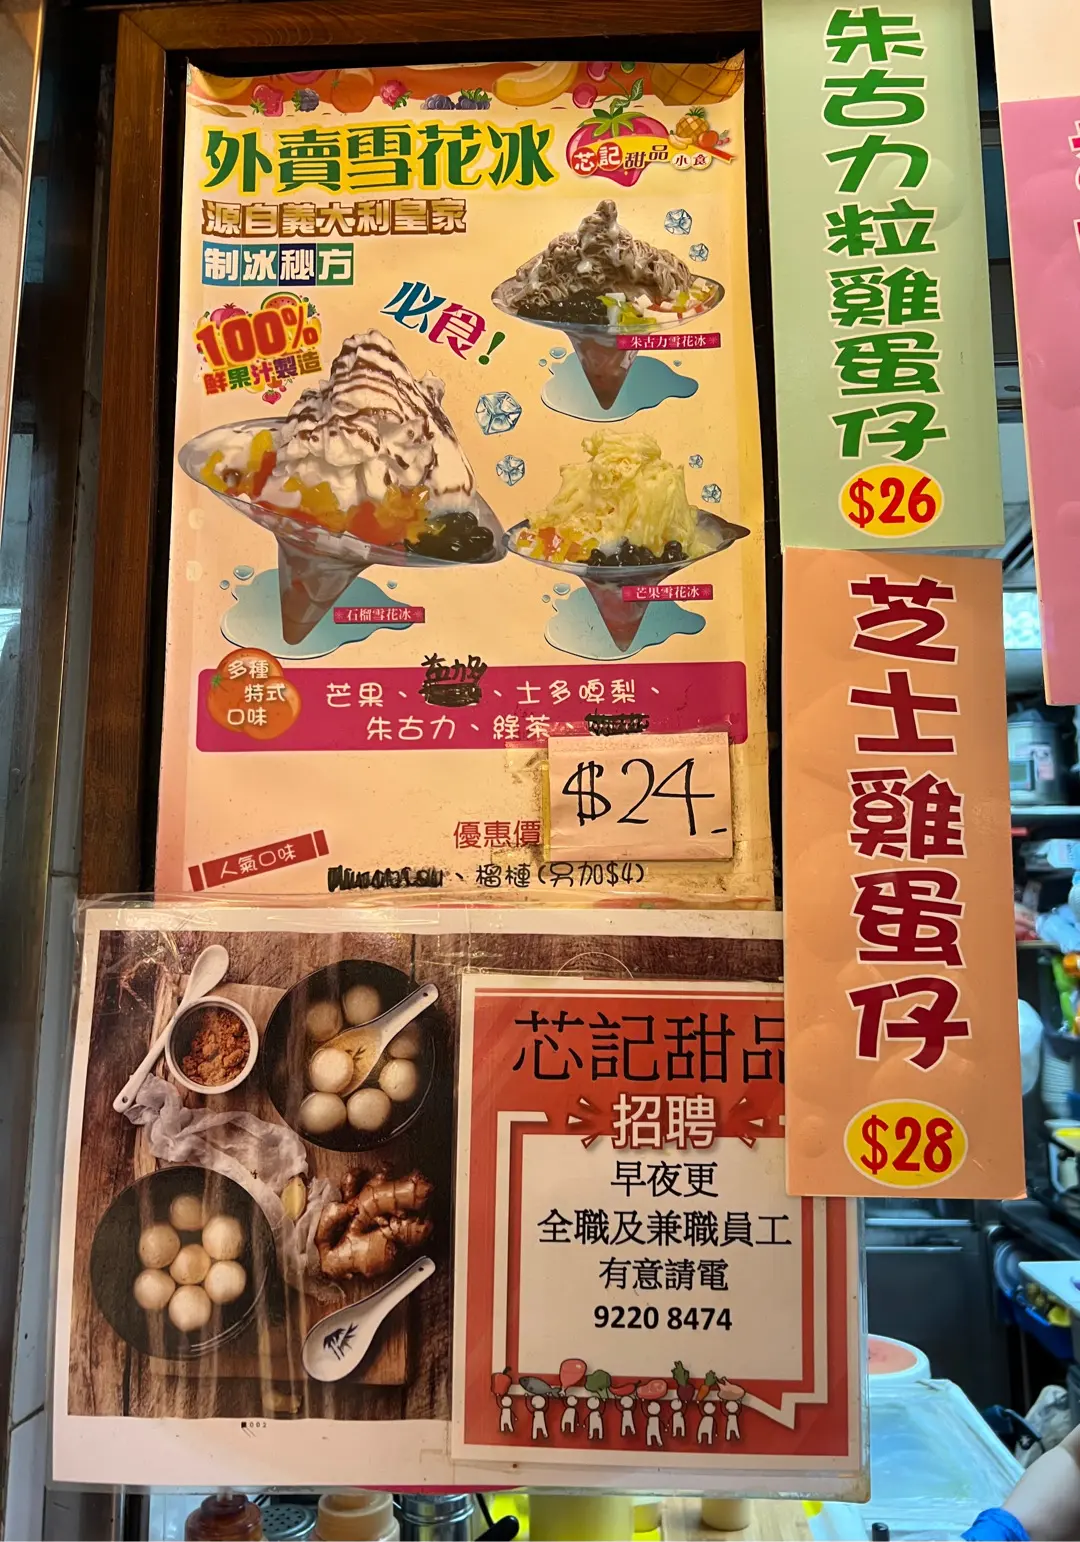 外賣雪花冰
芯記甜品小食
源自義大利皇家
制冰秘方
必食!
100%
鮮果汁製造
朱古力雪花冰
芒果雪花冰
石榴雪花冰
多種
特式
口味
芒果、
、士多啤梨、
朱古力、綠茶、
$24
優惠價
人氣口味
、榴槤(另加$4)
芯記甜品
招聘
早夜更
全職及兼職員工
有意請電
9220 8474
朱古力粒雞蛋仔
$26
芝士雞蛋仔
$28